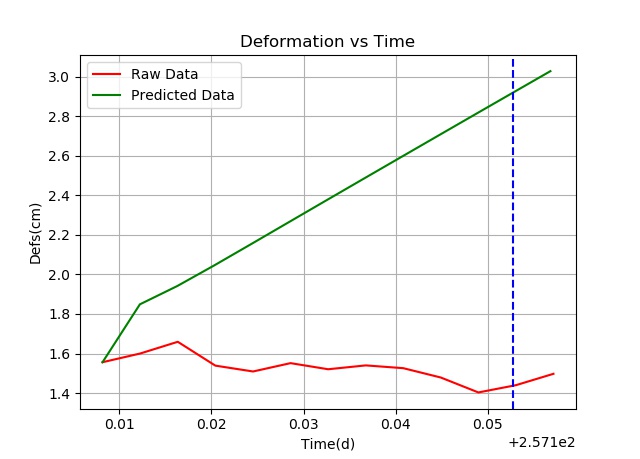 Deformation vs Time
Raw Data
Predicted Data
3.0
2.8
2.6
2.4
2.2
2.0
1.8
1.6
1.4
Defs(cm)
0.01 0.02 0.03 0.04 0.05
+2.571e2
Time(d)